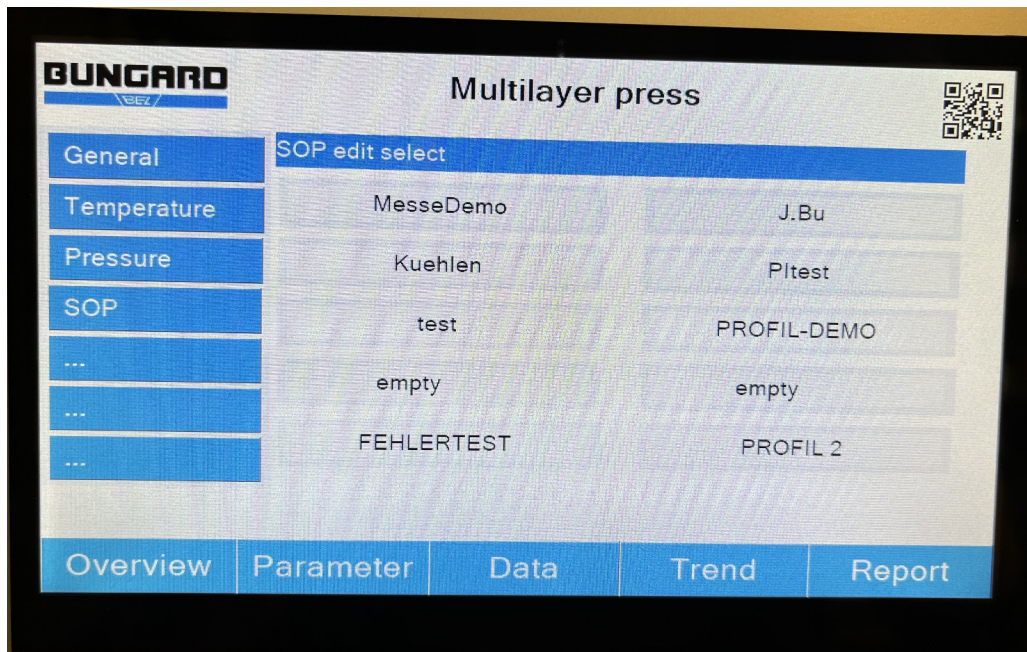 BUNGARD
BEL
Multilayer press
General
Temperature
Pressure
SOP
...
...
...
SOP edit select
MesseDemo J.Bu
Kuehlen PItest
test PROFIL-DEMO
empty empty
FEHLERTEST PROFIL 2
Overview Parameter Data Trend Report